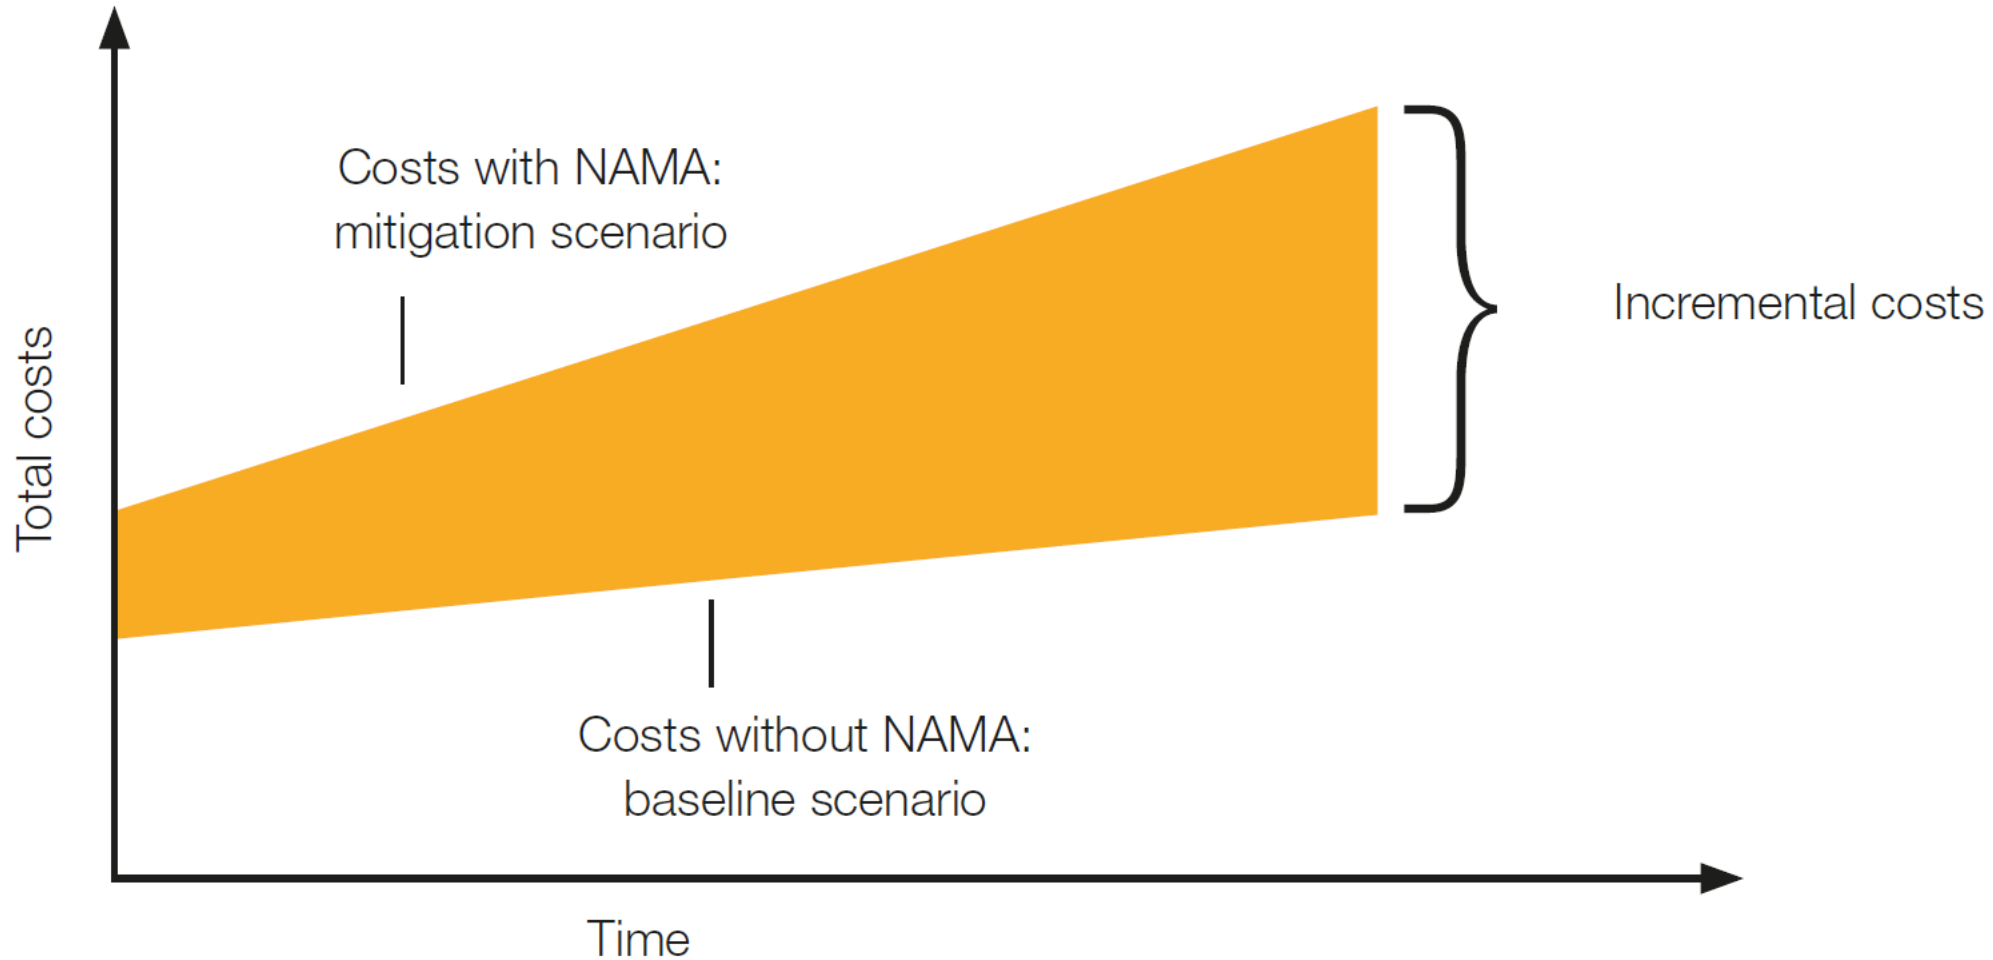 Costs with NAMA:
mitigation scenario
Incremental costs
Total costs
Costs without NAMA:
baseline scenario
Time